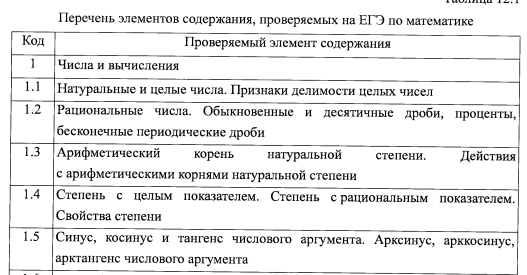 Таблица 12.1
Перечень элементов содержания, проверяемых на ЕГЭ по математике
Код Проверяемый элемент содержания
1 Числа и вычисления
1.1 Натуральные и целые числа. Признаки делимости целых чисел
1.2 Рациональные числа. Обыкновенные и десятичные дроби, проценты,
бесконечные периодические дроби
1.3 Арифметический корень натуральной степени. Действия
с арифметическими корнями натуральной степени
1.4 Степень с целым показателем. Степень с рациональным показателем.
Свойства степени
1.5 Синус, косинус и тангенс числового аргумента. Арксинус, арккосинус,
арктангенс числового аргумента